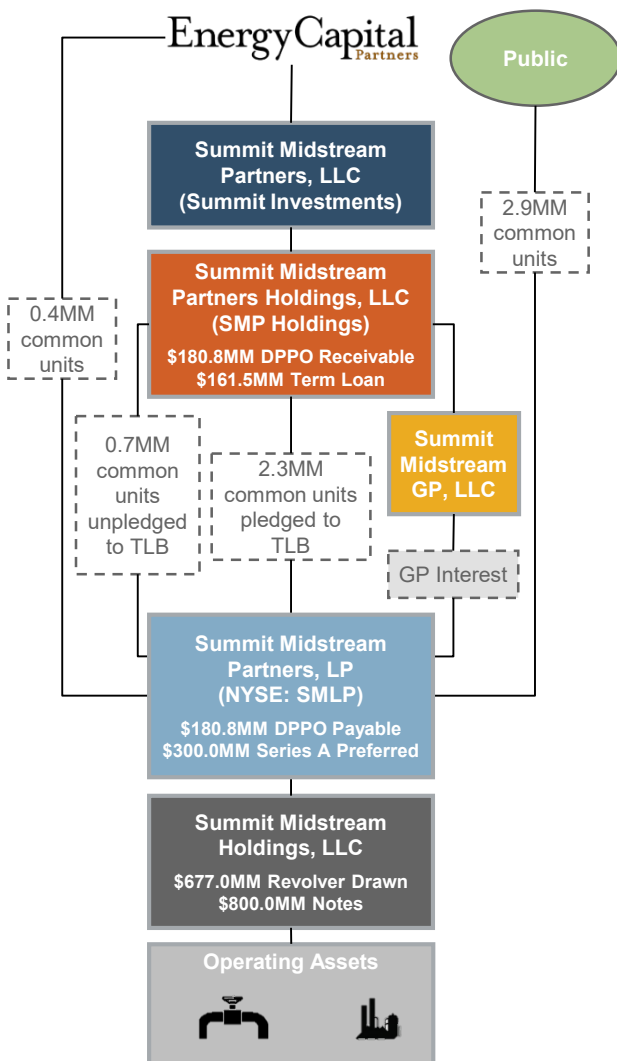 EnergyCapital
Partners
Public
Summit Midstream
Partners, LLC
(Summit Investments)
2.9MM
common
units
Summit Midstream
Partners Holdings, LLC
(SMP Holdings)
$180.8MM DPPO Receivable
$161.5MM Term Loan
0.4MM
common
units
0.7MM
common
units
unpledged
to TLB
2.3MM
common units
pledged to
TLB
Summit
Midstream
GP, LLC
GP Interest
Summit Midstream
Partners, LP
(NYSE: SMLP)
$180.8MM DPPO Payable
$300.0MM Series A Preferred
Summit Midstream
Holdings, LLC
$677.0MM Revolver Drawn
$800.0MM Notes
Operating Assets